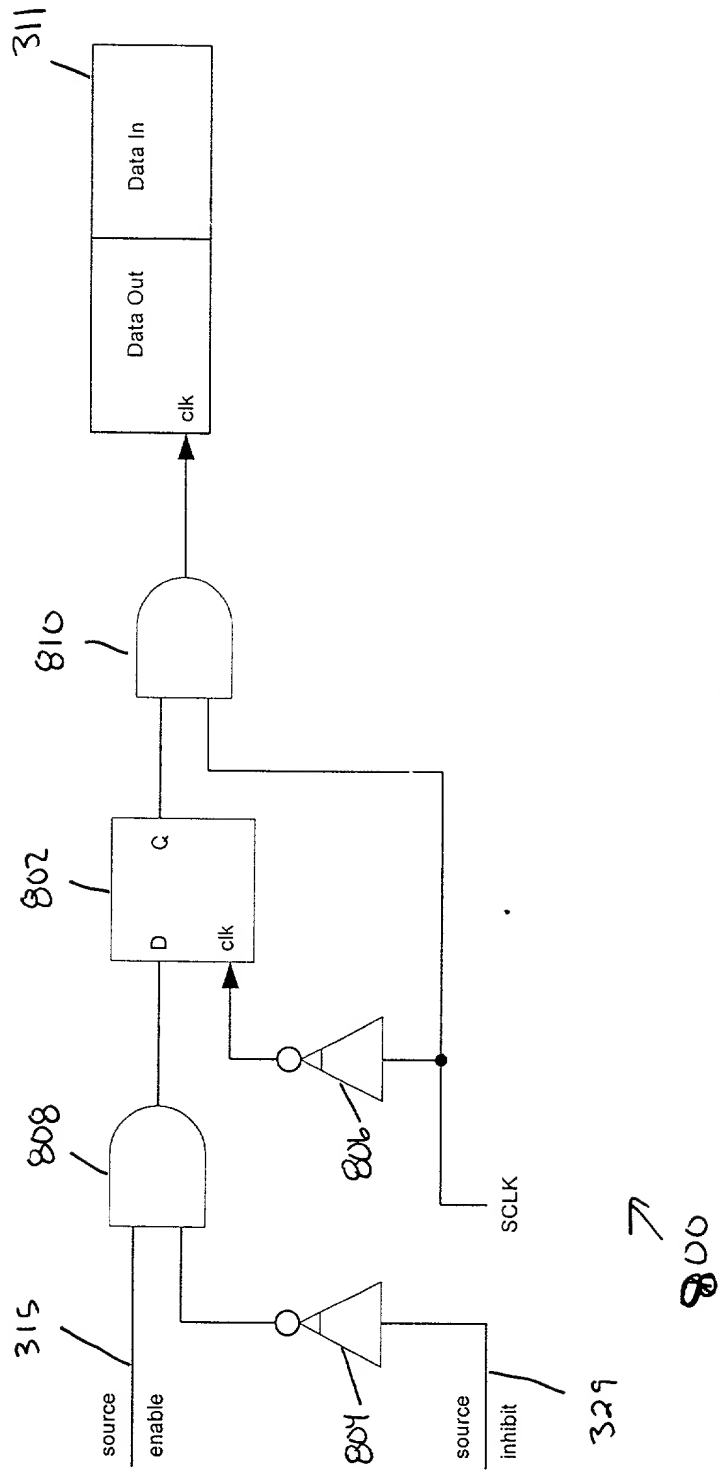 source
enable
315
808
802
D
Q
clk
810
311
Data Out
Data In
clk
804
806
source
inhibit
329
SCLK
800